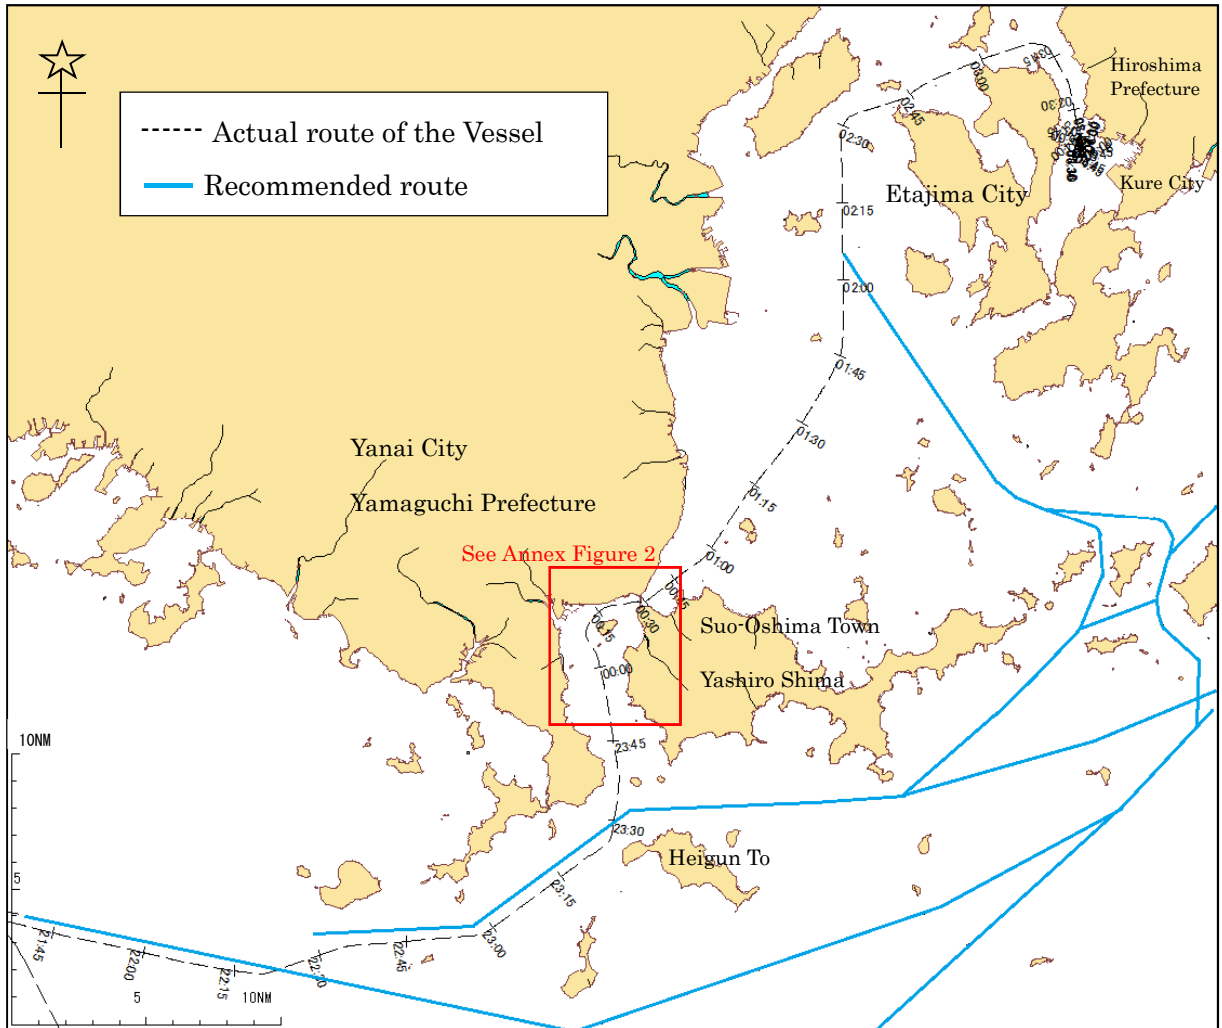 Actual route of the Vessel
Recommended route
Hiroshima
Prefecture
Kure City
Etajima City
03:15
03:00
02:45
03:30
02:30
02:15
02:00
01:45
01:30
01:15
01:00
00:45
00:30
00:15
00:00
23:45
23:30
23:15
23:00
22:45
22:30
22:15
22:00
21:45
Yanai City
Yamaguchi Prefecture
See Annex Figure 2
Suo-Oshima Town
Yashiro Shima
Heigun To
10NM
5
5
10NM